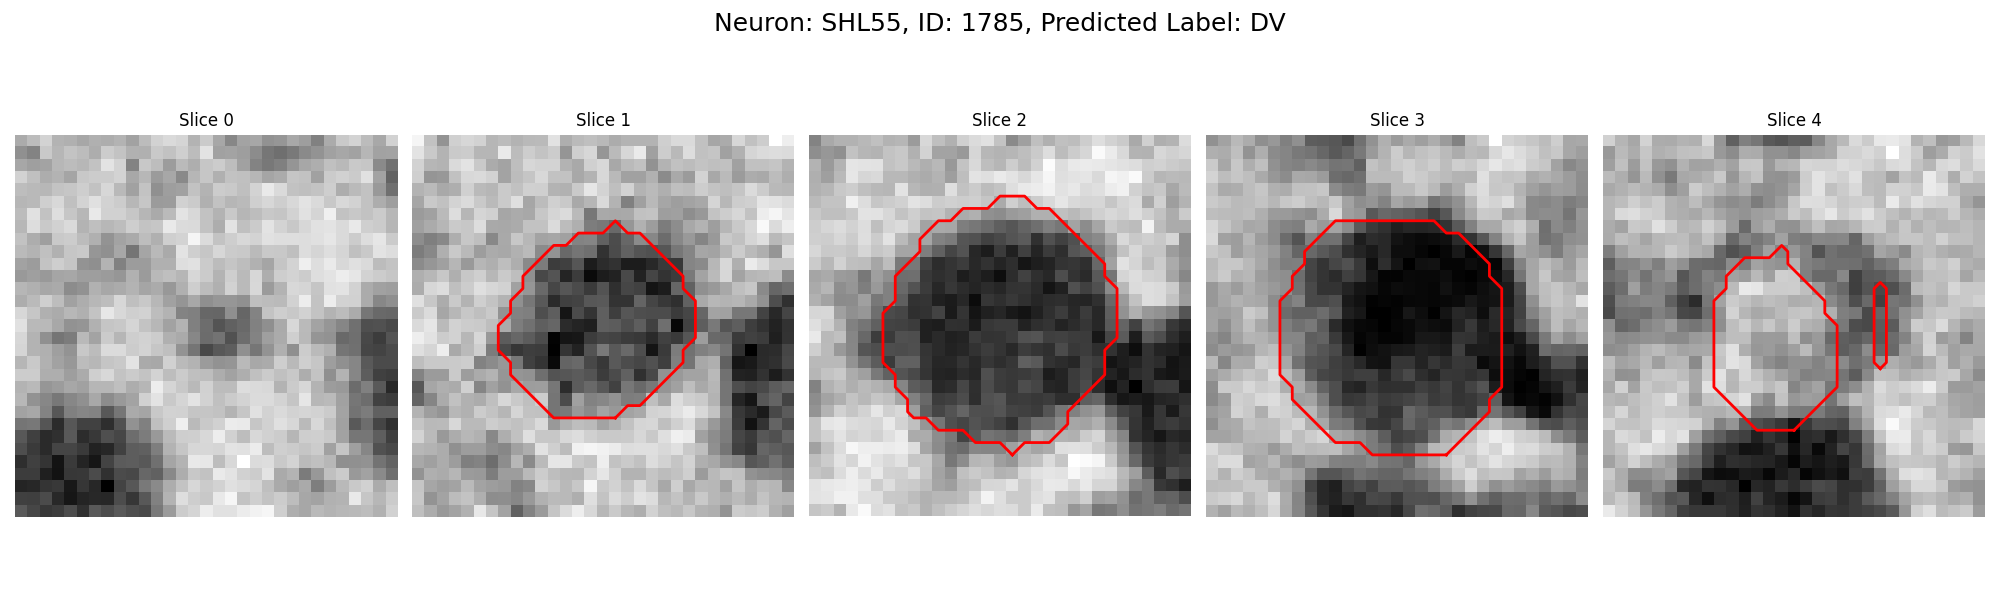 Neuron: SHL55, ID: 1785, Predicted Label: DV
Slice 0
Slice 1
Slice 2
Slice 3
Slice 4